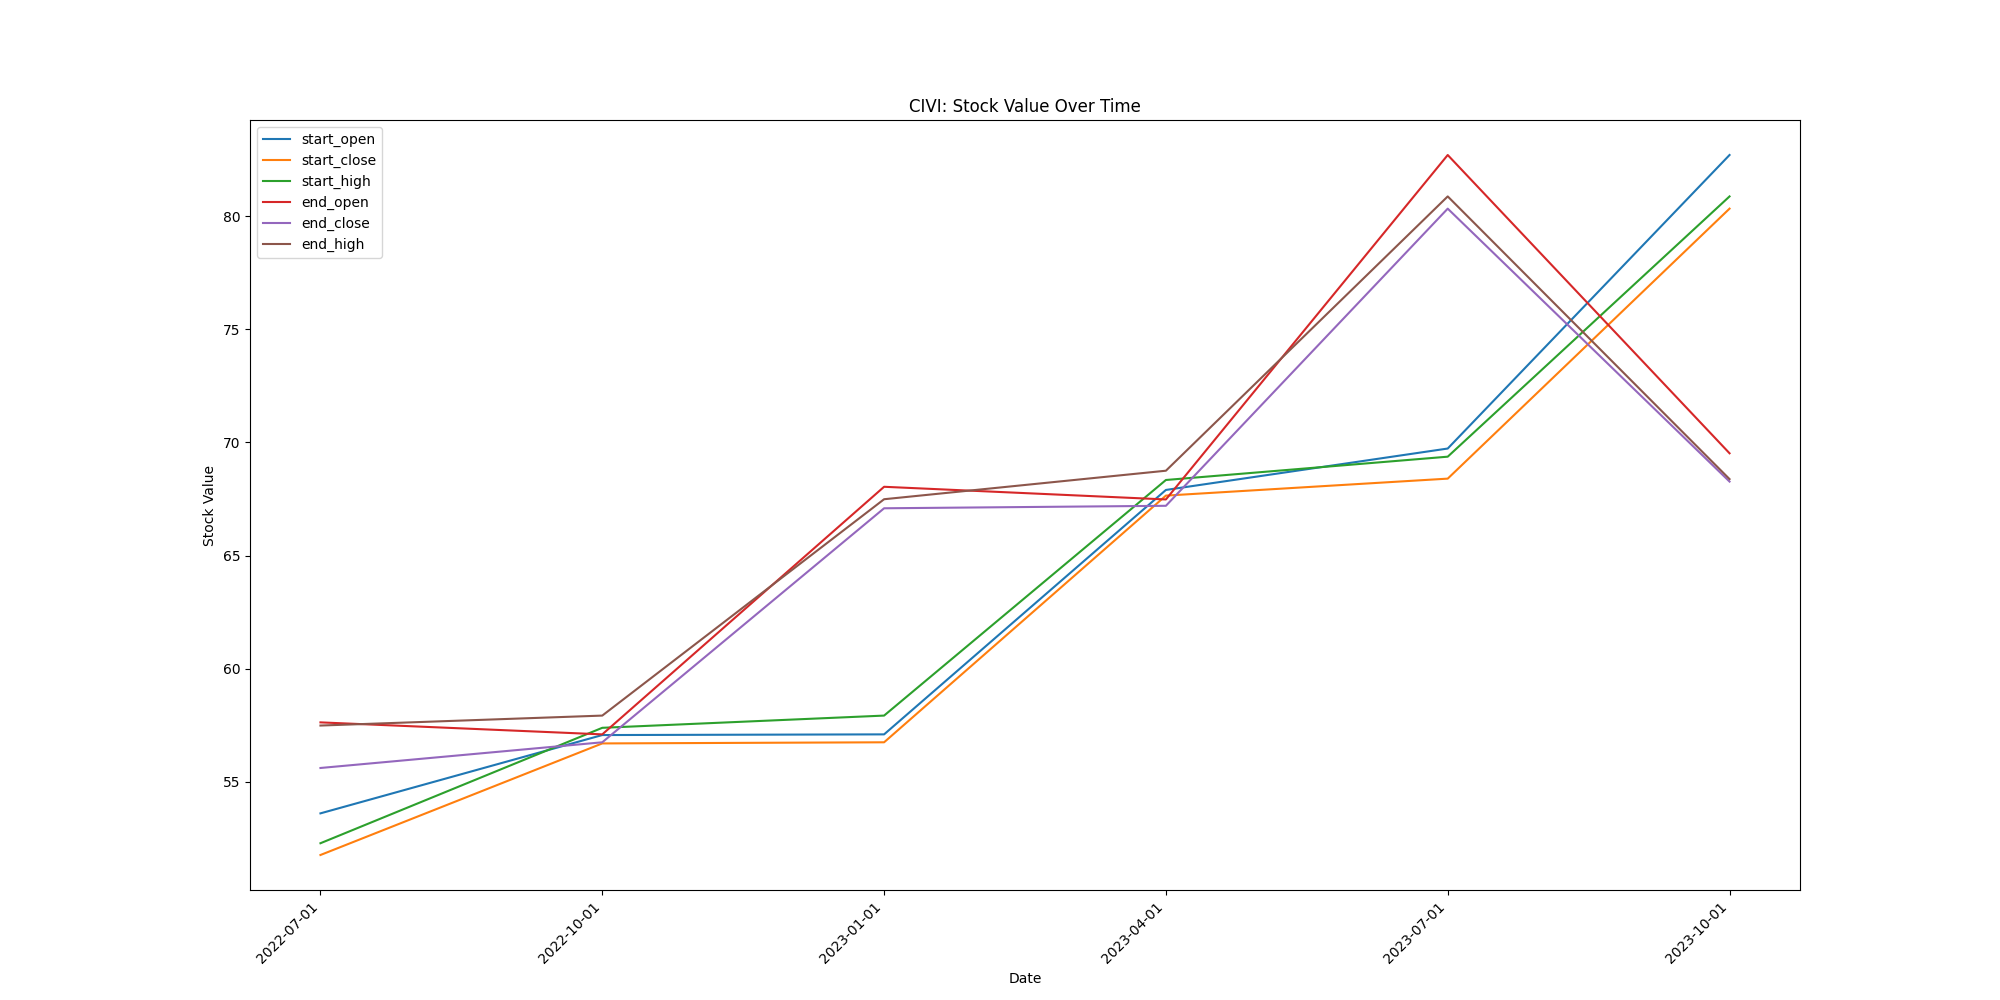 CIVI: Stock Value Over Time
start_open
start_close
start_high
end_open
end_close
end_high
80
75
70
65
60
55
Stock Value
2022-07-01
2022-10-01
2023-01-01
2023-04-01
2023-07-01
2023-10-01
Date